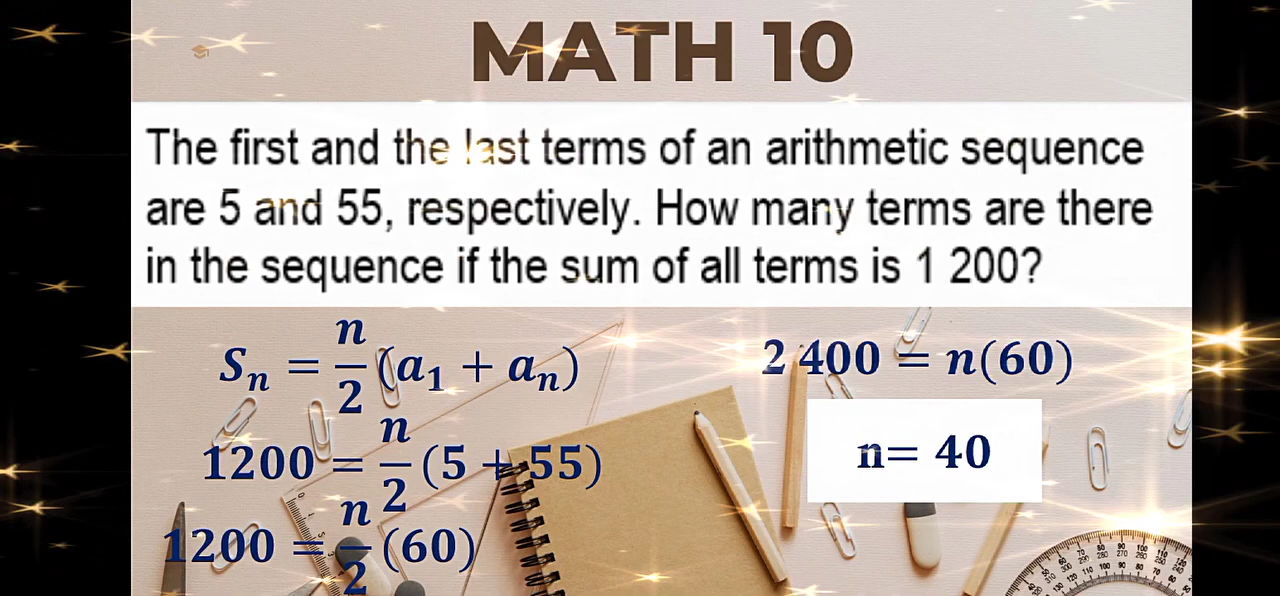 MATH 10
The first and the last terms of an arithmetic sequence
are 5 and 55, respectively. How many terms are there
in the sequence if the sum of all terms is 1 200?
Sₙ = n/2 (a₁ + aₙ)
1200 = n/2 (5 + 55)
1200 = n/2 (60)
2 400 = n(60)
n= 40